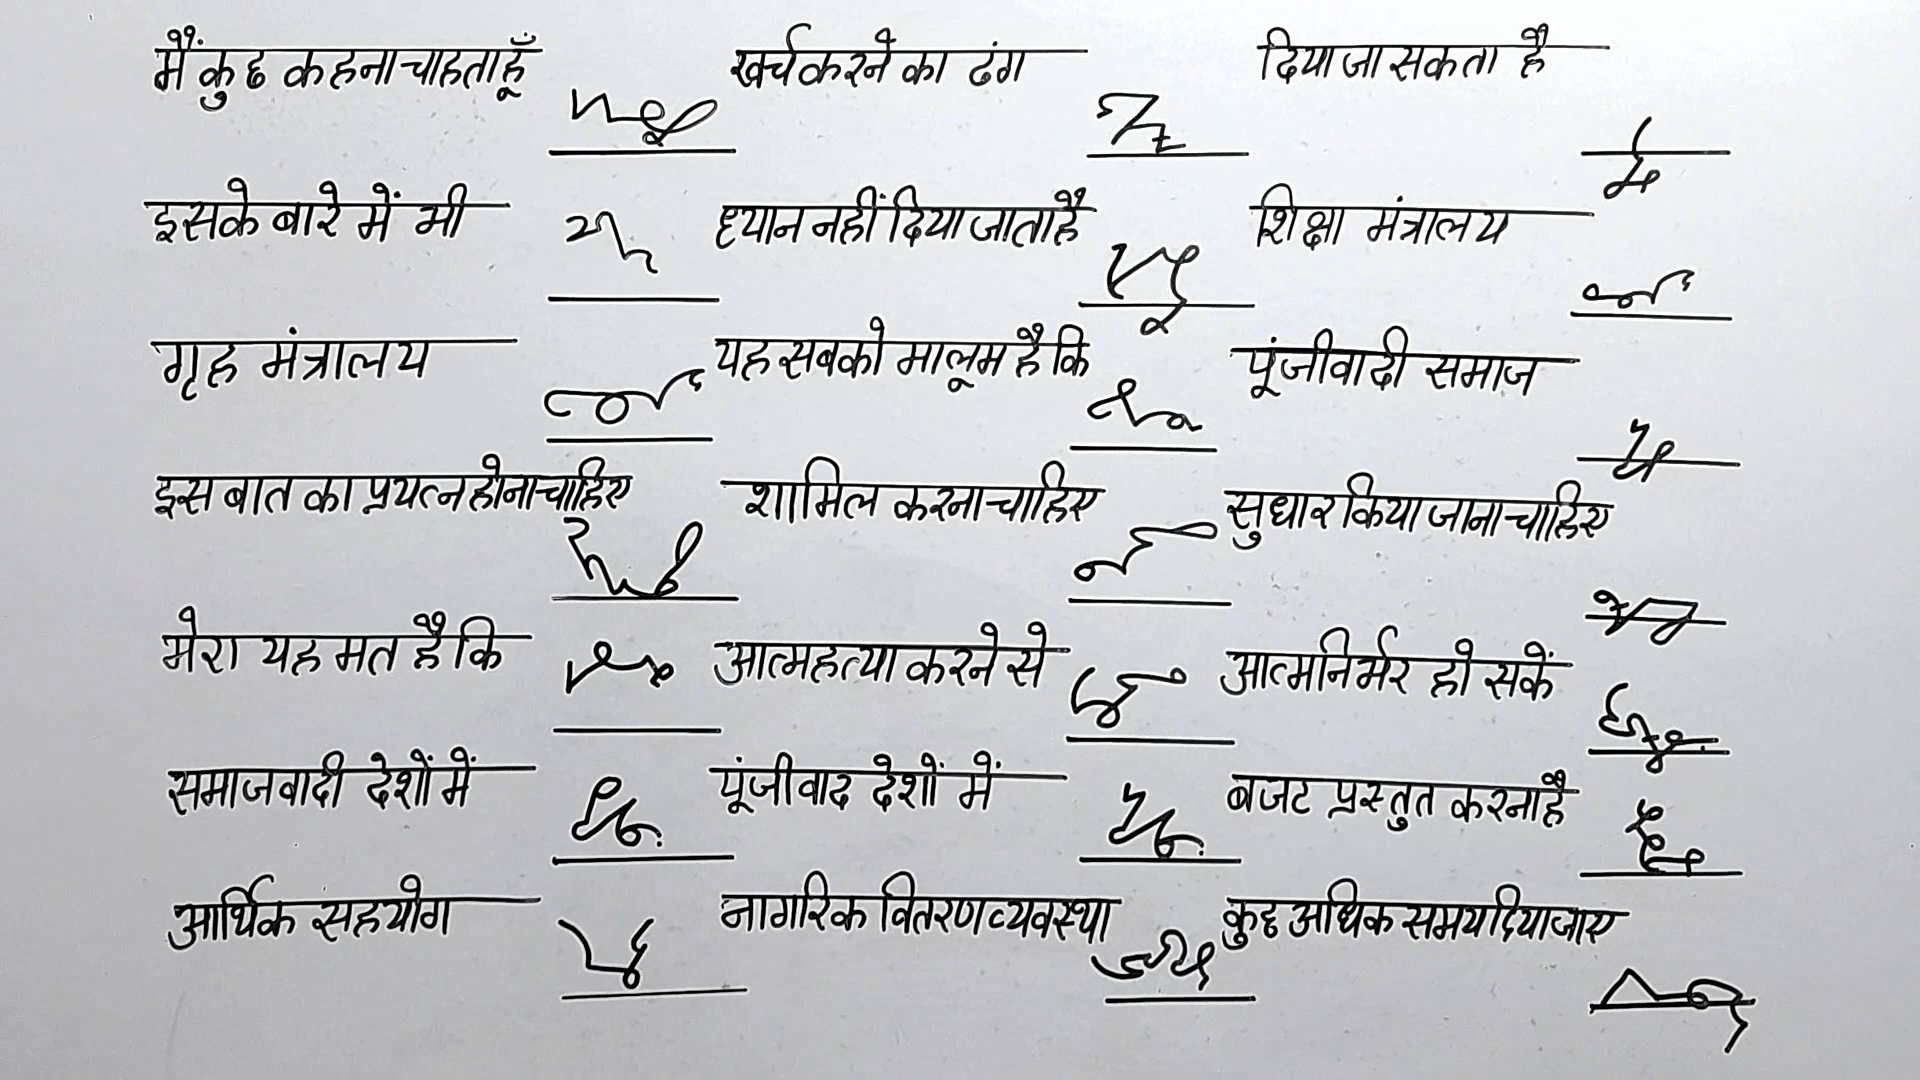 मैं कुछ कहना चाहता हूँ खर्च करने का ढंग दिया जा सकता है
इसके बारे में भी ध्यान नहीं दिया जाता है शिक्षा मंत्रालय
गृह मंत्रालय यह सबको मालूम है कि पूंजीवादी समाज
इस बात का प्रयत्न होना चाहिए शामिल करना चाहिए सुधार किया जाना चाहिए
मेरा यह मत है कि आत्महत्या करने से आत्मनिर्भर हो सकें
समाजवादी देशों में पूंजीवाद देशों में बजट प्रस्तुत करना है
आर्थिक सहयोग नागरिक वितरण व्यवस्था कुछ अधिक समय दिया जाए